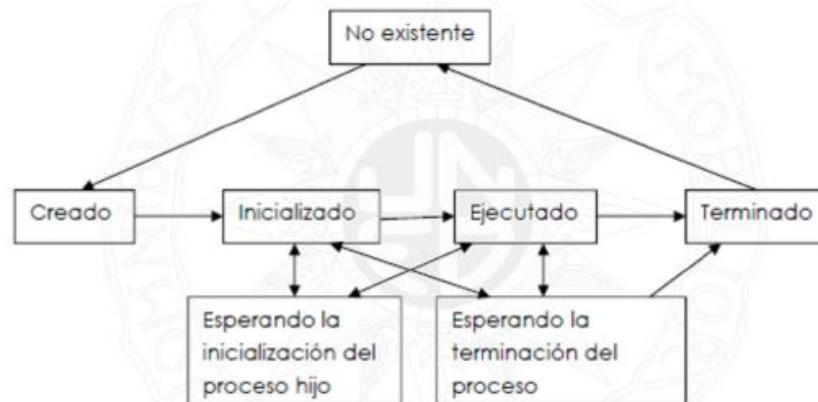 No existente
Creado
Inicializado
Ejecutado
Terminado
Esperando la
inicialización del
proceso hijo
Esperando la
terminación del
proceso